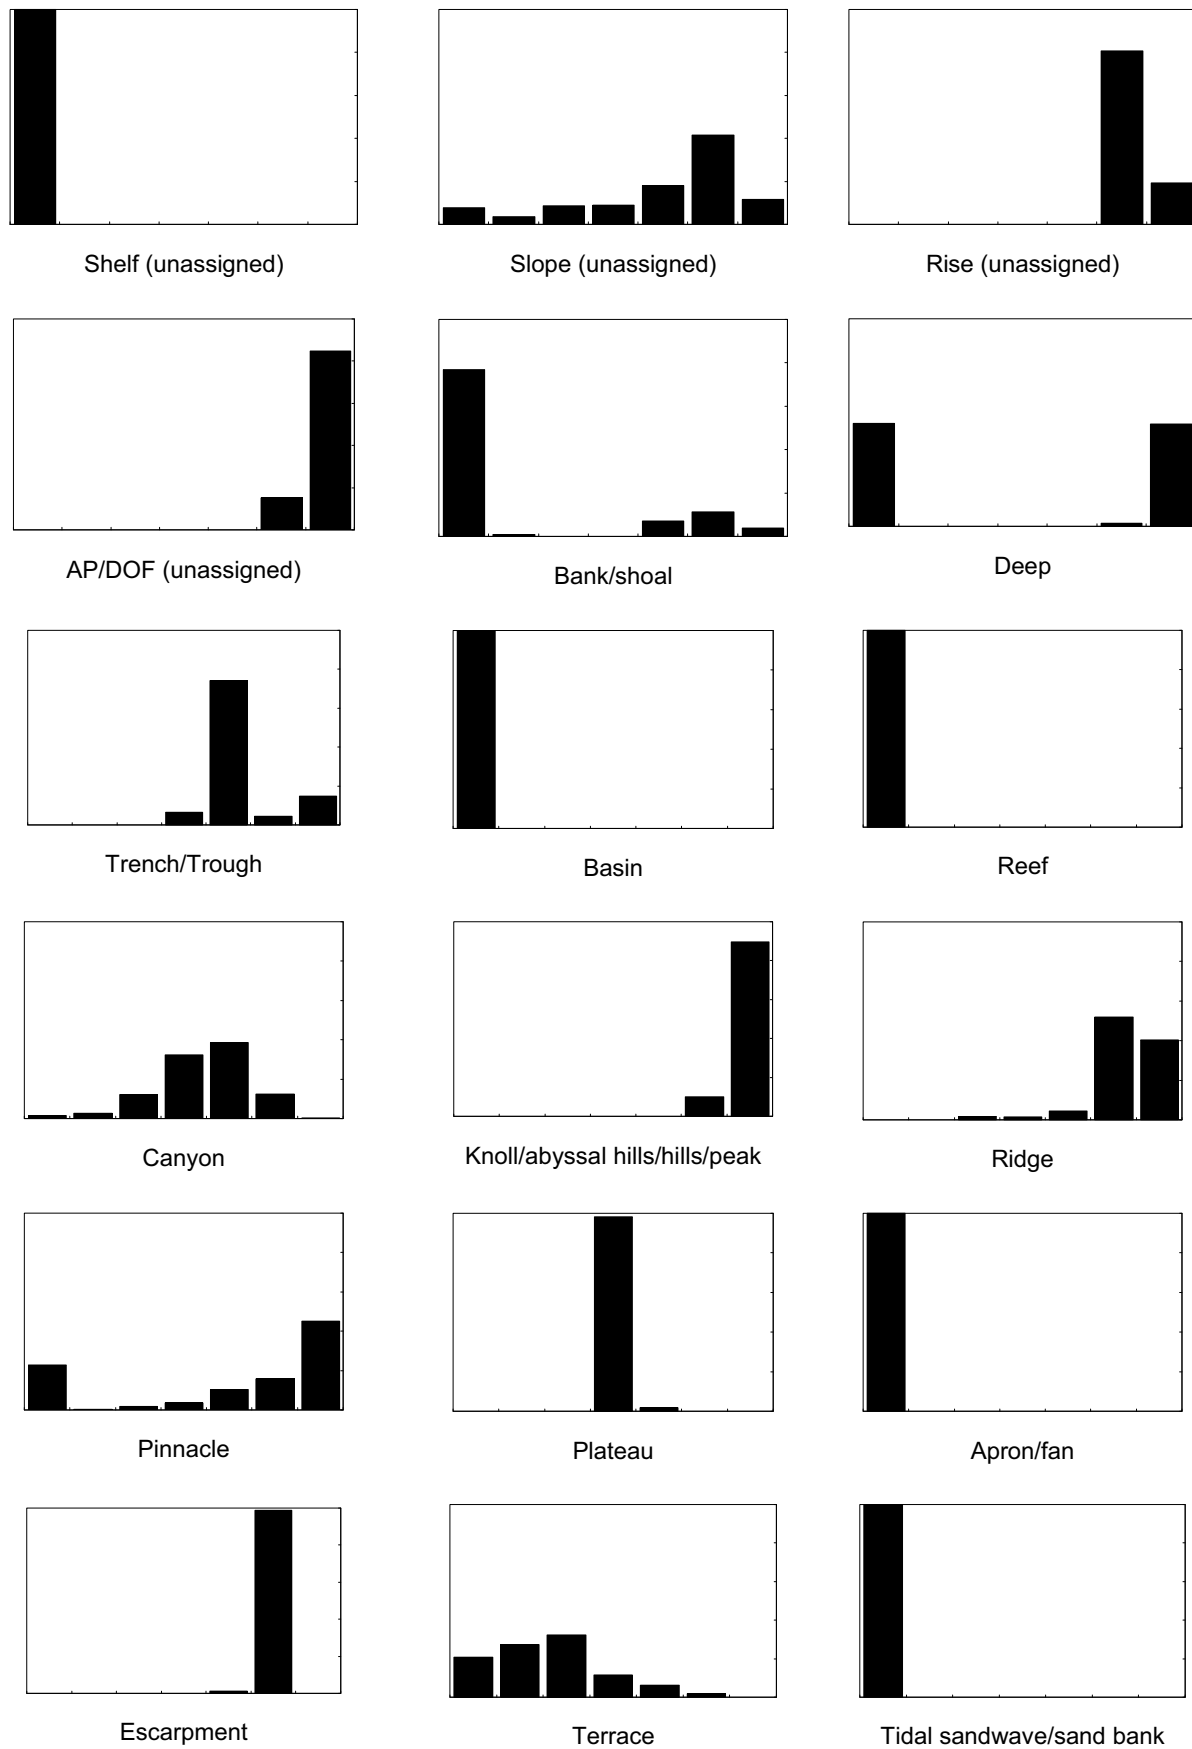 Shelf (unassigned)
Slope (unassigned)
Rise (unassigned)
AP/DOF (unassigned)
Bank/shoal
Deep
Trench/Trough
Basin
Reef
Canyon
Knoll/abyssal hills/hills/peak
Ridge
Pinnacle
Plateau
Apron/fan
Escarpment
Terrace
Tidal sandwave/sand bank